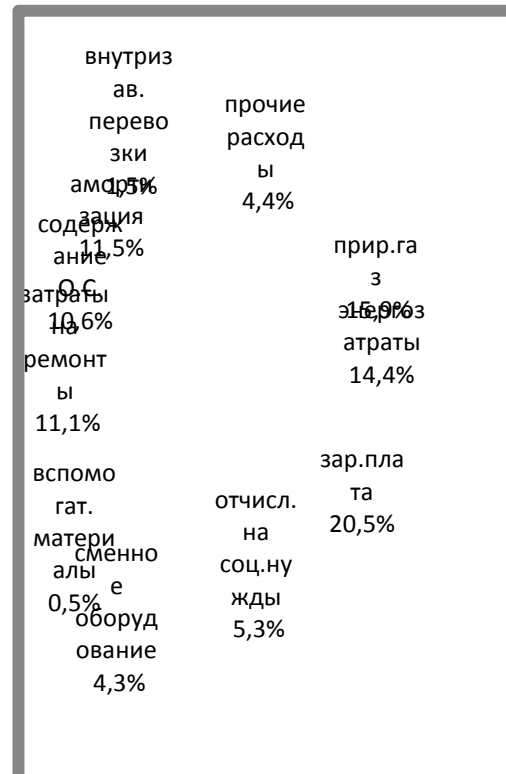 внутриз
ав.
перево
зки
1,5%
прочие
расход
ы
4,4%
аморти
зация
11,5%
содерж
ание
О.С.
10,6%
прир.га
з
15,9%
энергоз
атраты
14,4%
затраты
на
ремонт
ы
11,1%
зар.пла
та
20,5%
вспомо
гат.
матери
алы
0,5%
отчисл.
на
соц.ну
жды
5,3%
сменно
е
оборуд
ование
4,3%